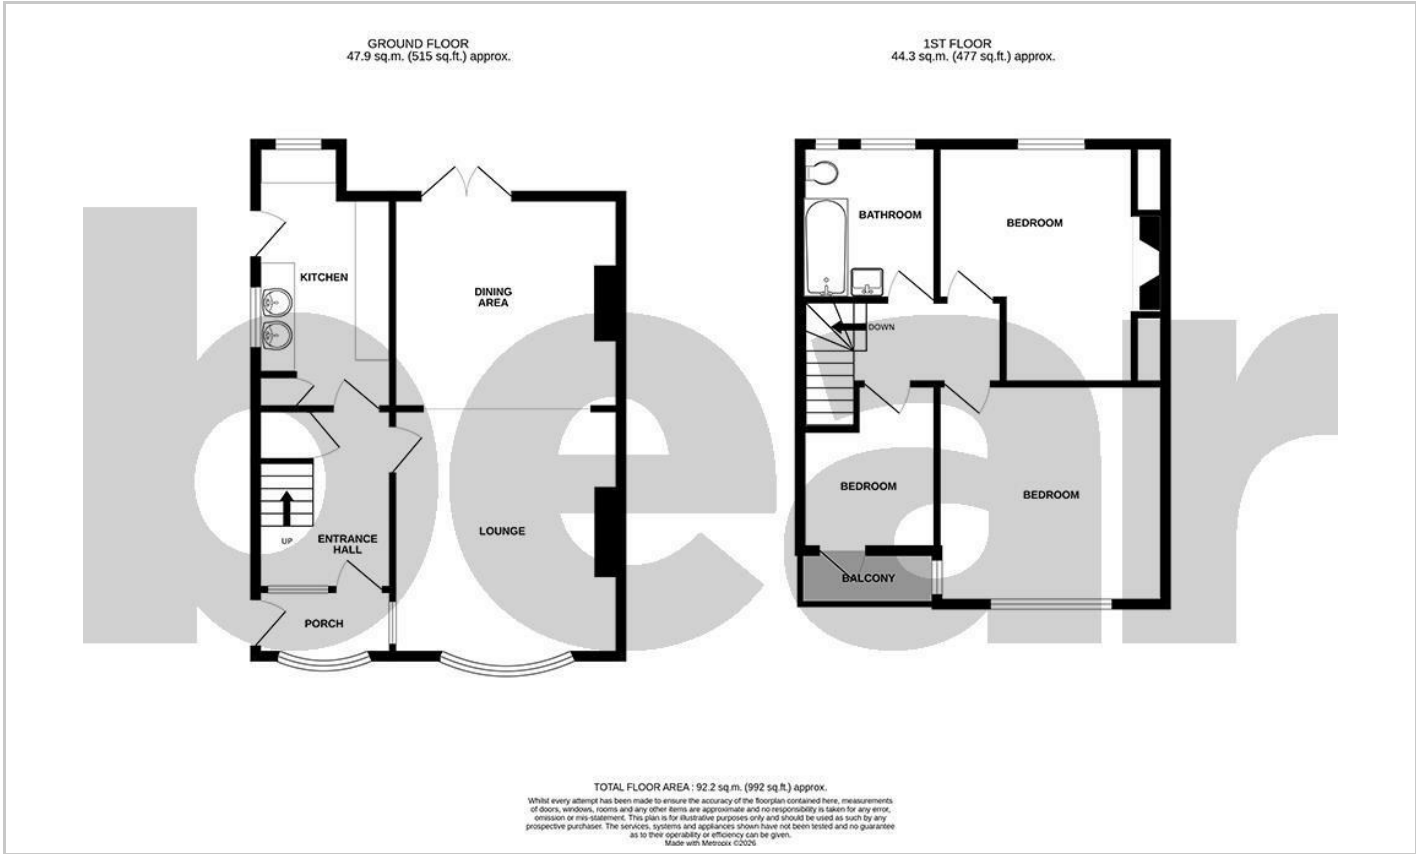 GROUND FLOOR
47.9 sq.m. (515 sq.ft.) approx.
1ST FLOOR
44.3 sq.m. (477 sq.ft.) approx.
KITCHEN
DINING
AREA
UP
ENTRANCE
HALL
LOUNGE
PORCH
BATHROOM
BEDROOM
DOWN
BEDROOM
BEDROOM
BALCONY
bear
TOTAL FLOOR AREA : 92.2 sq.m. (992 sq.ft.) approx.
Whilst every attempt has been made to ensure the accuracy of the floorplan contained here, measurements
of doors, windows, rooms and any other items are approximate and no responsibility is taken for any error,
omission or mis-statement. This plan is for illustrative purposes only and should be used as such by any
prospective purchaser. The services, systems and appliances shown have not been tested and no guarantee
as to their operability or efficiency can be given.
Made with Metropix ©2026